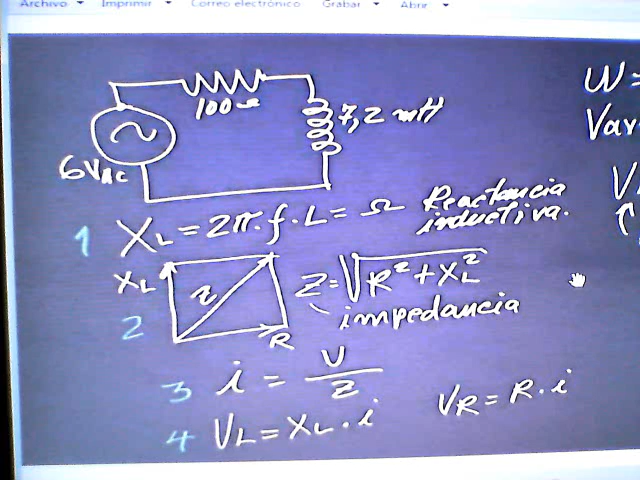 Archivo Imprimir Correo electrónico Grabar Abrir
100Ω
7,2 mH
6VAC
1 XL = 2π.f.L = Ω Reactancia inductiva.
XL
Z
R
2
Z = √R² + XL²
impedancia
3 i = V/Z
4 VL = XL . i
VR = R . i
W =
Var